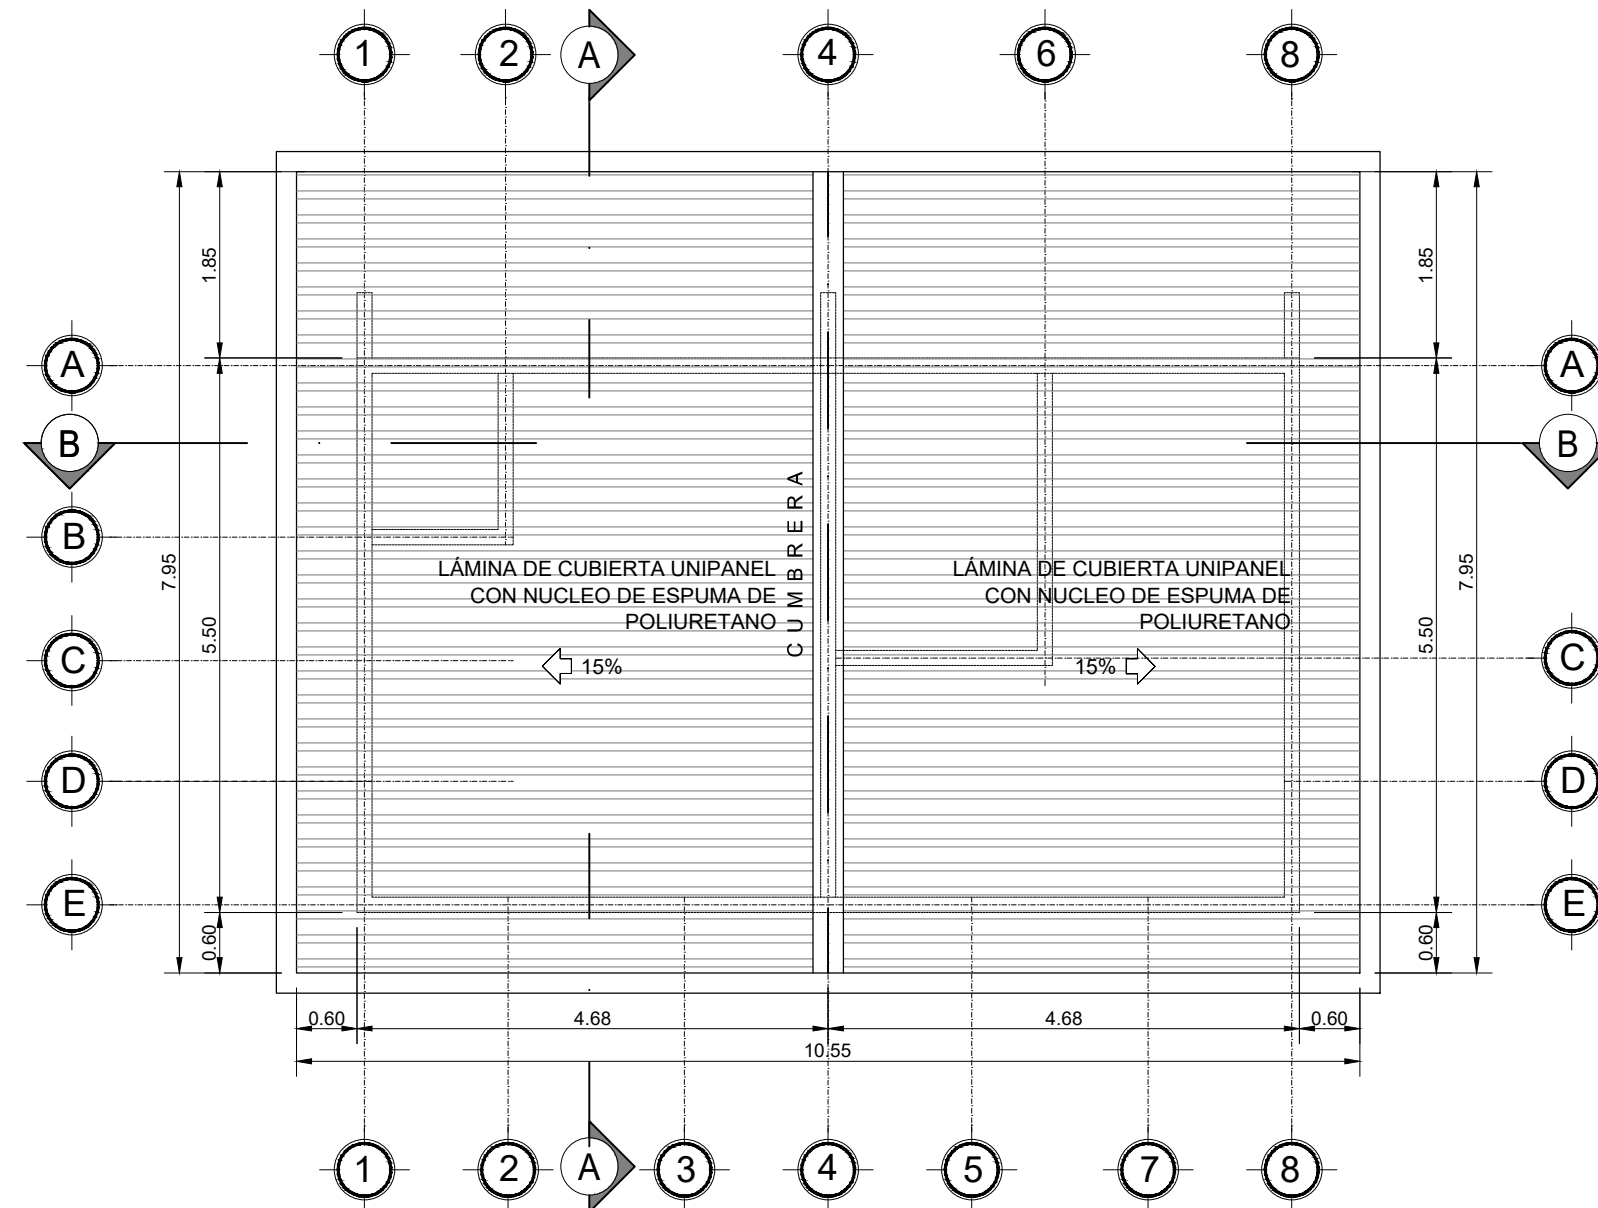 1 2 A 4 6 8
1.85 1.85
A A
B B
B
CUMBRERA
7.95 7.95
LÁMINA DE CUBIERTA UNIPANEL
CON NUCLEO DE ESPUMA DE
POLIURETANO
LÁMINA DE CUBIERTA UNIPANEL
CON NUCLEO DE ESPUMA DE
POLIURETANO
5.50 5.50
C 15% 15% C
D D
E E
0.60 0.60
0.60 4.68 4.68 0.60
10.55
1 2 A 3 4 5 7 8